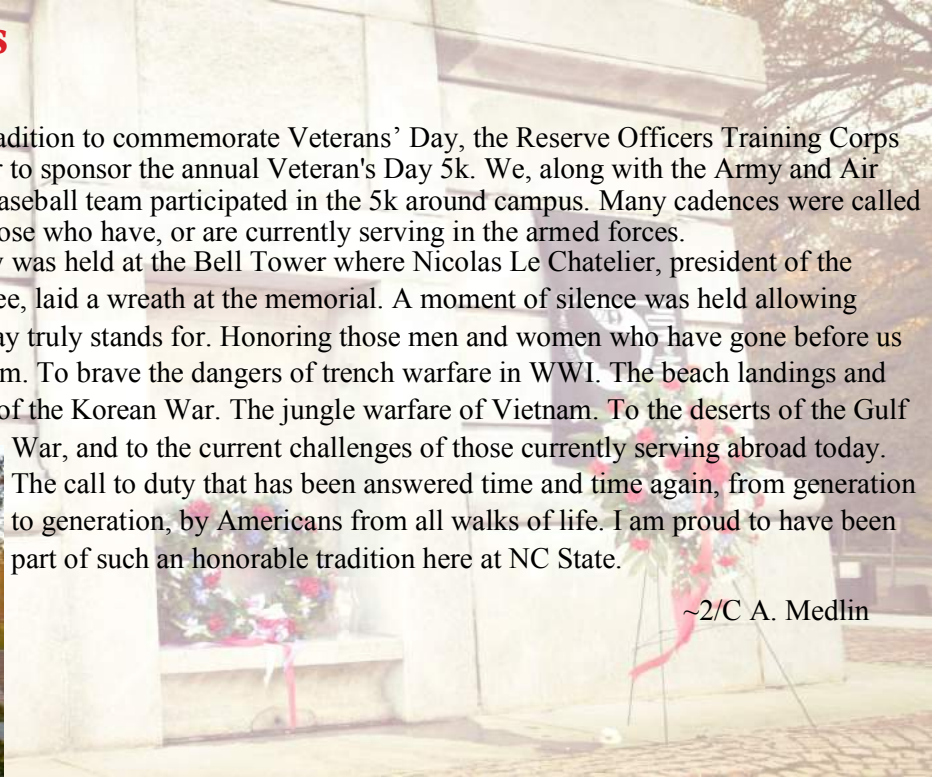 s
adition to commemorate Veterans’ Day, the Reserve Officers Training Corps
r to sponsor the annual Veteran's Day 5k. We, along with the Army and Air
aseball team participated in the 5k around campus. Many cadences were called
ose who have, or are currently serving in the armed forces.
y was held at the Bell Tower where Nicolas Le Chatelier, president of the
ee, laid a wreath at the memorial. A moment of silence was held allowing
ay truly stands for. Honoring those men and women who have gone before us
m. To brave the dangers of trench warfare in WWI. The beach landings and
of the Korean War. The jungle warfare of Vietnam. To the deserts of the Gulf
War, and to the current challenges of those currently serving abroad today.
The call to duty that has been answered time and time again, from generation
to generation, by Americans from all walks of life. I am proud to have been
part of such an honorable tradition here at NC State.
~2/C A. Medlin